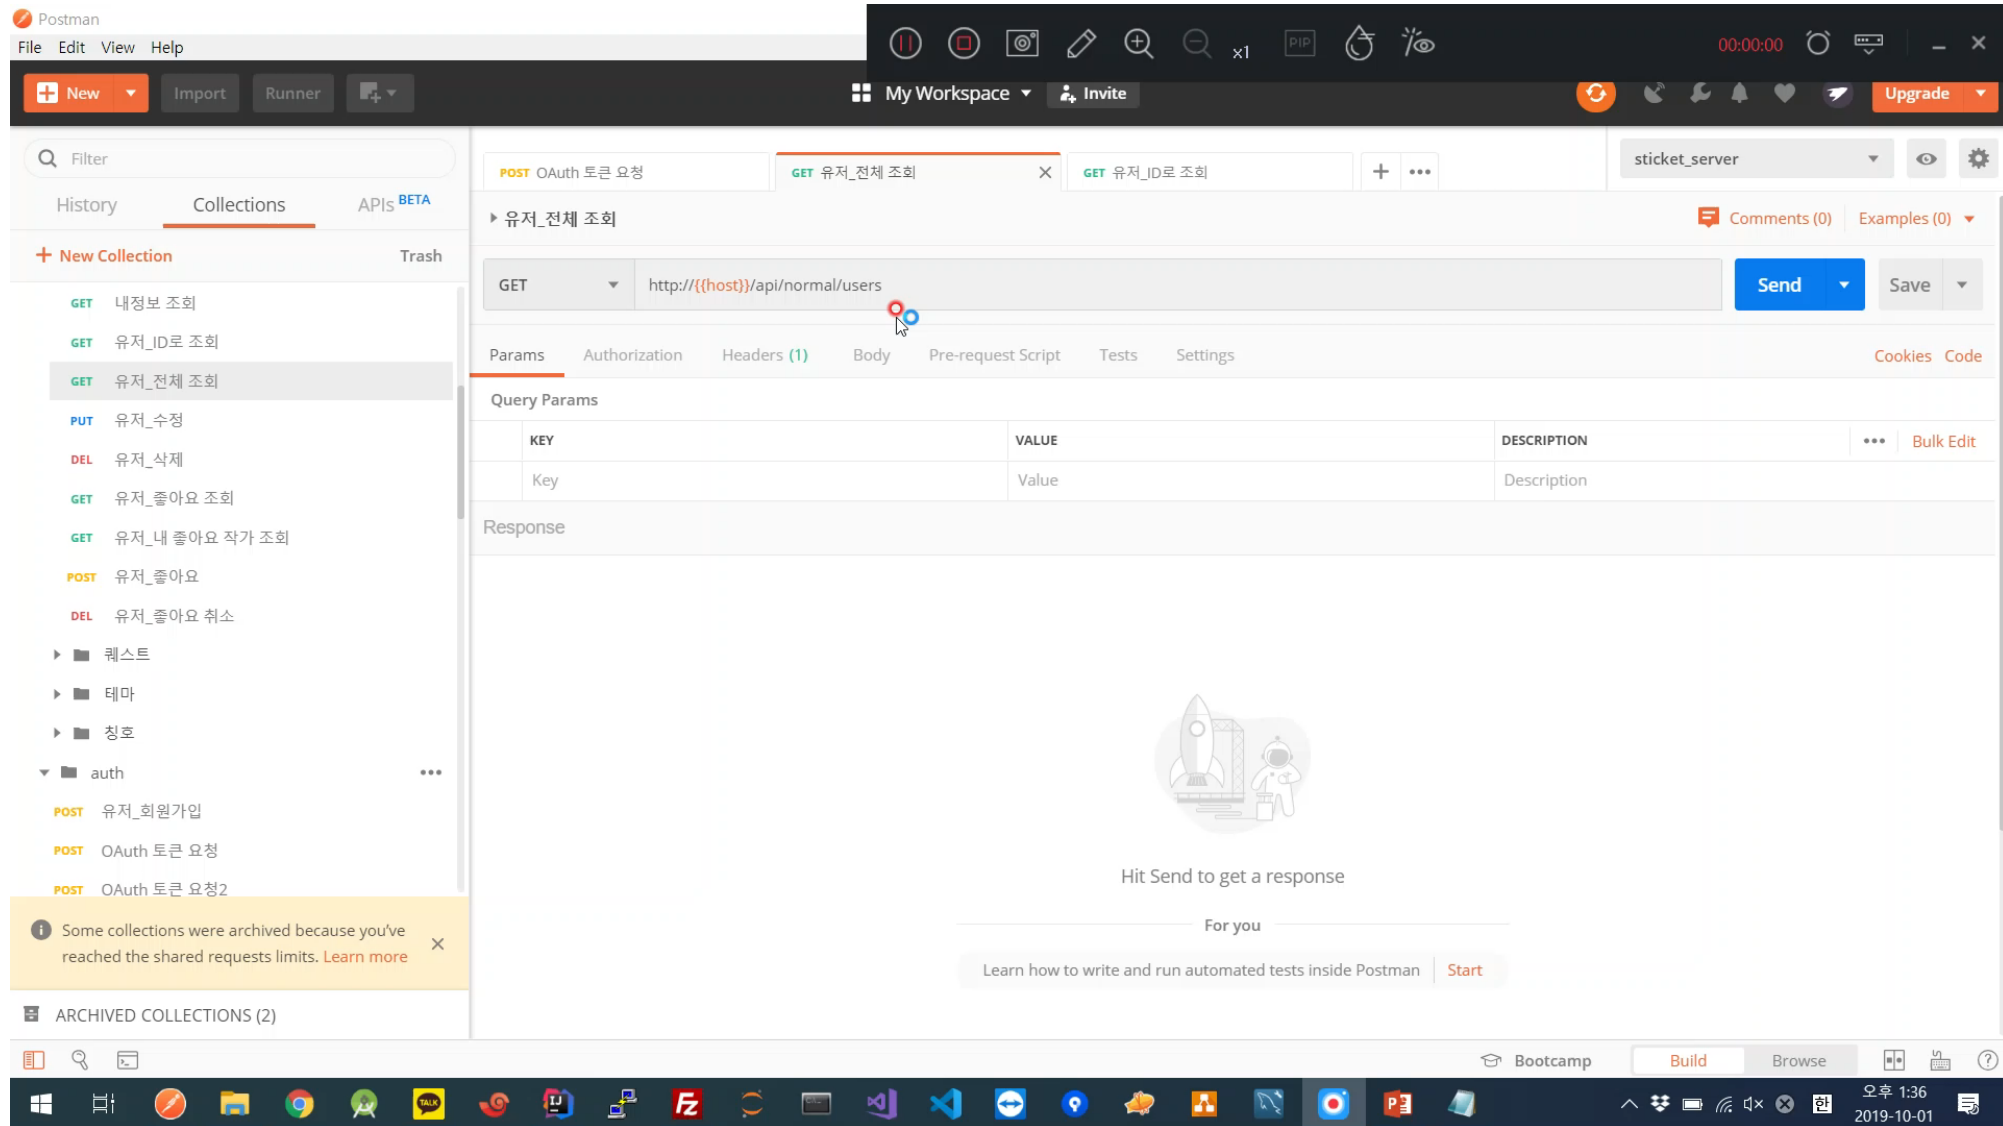 Postman
File Edit View Help
x1
PIP
00:00:00
New
Import
Runner
My Workspace
Invite
Upgrade
Filter
History
Collections
APIs BETA
New Collection
Trash
GET 내정보 조회
GET 유저_ID로 조회
GET 유저_전체 조회
PUT 유저_수정
DEL 유저_삭제
GET 유저_좋아요 조회
GET 유저_내 좋아요 작가 조회
POST 유저_좋아요
DEL 유저_좋아요 취소
퀘스트
테마
칭호
auth
POST 유저_회원가입
POST OAuth 토큰 요청
POST OAuth 토큰 요청2
Some collections were archived because you've
reached the shared requests limits. Learn more
ARCHIVED COLLECTIONS (2)
POST OAuth 토큰 요청
GET 유저_전체 조회
GET 유저_ID로 조회
sticket_server
유저_전체 조회
Comments (0)
Examples (0)
GET
http://{{host}}/api/normal/users
Send
Save
Params
Authorization
Headers (1)
Body
Pre-request Script
Tests
Settings
Cookies
Code
Query Params
KEY
VALUE
DESCRIPTION
Bulk Edit
Key
Value
Description
Response
Hit Send to get a response
For you
Learn how to write and run automated tests inside Postman
Start
Bootcamp
Build
Browse
TALK
IJ
Fz
한
오후 1:36
2019-10-01